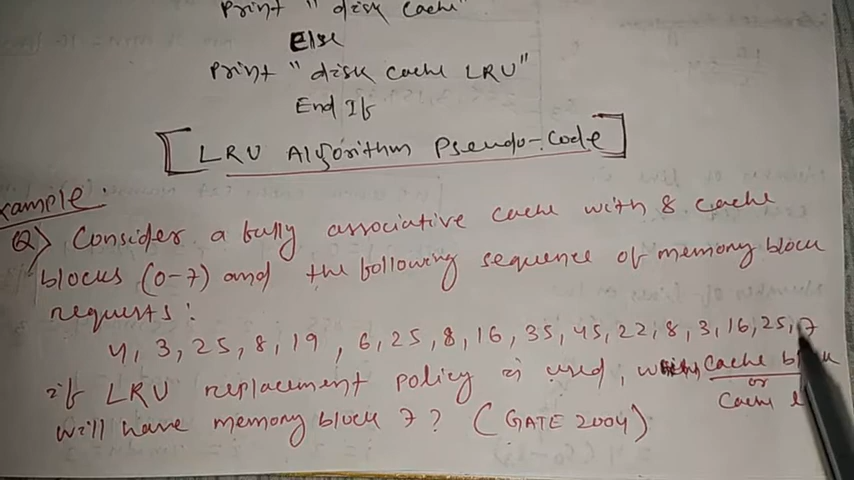 Print "disk cache"
Else
Print "disk cache LRU"
End If
[LRU Algorithm Pseudo-code]
xample:
Q> Consider a fully associative cache with 8 cache
blocks (0-7) and the following sequence of memory block
requests:
4, 3, 25, 8, 19, 6, 25, 8, 16, 35, 45, 22, 8, 3, 16, 25, 7
if LRU replacement policy is used, which cache block
or
cache
will have memory block 7? (GATE 2004)